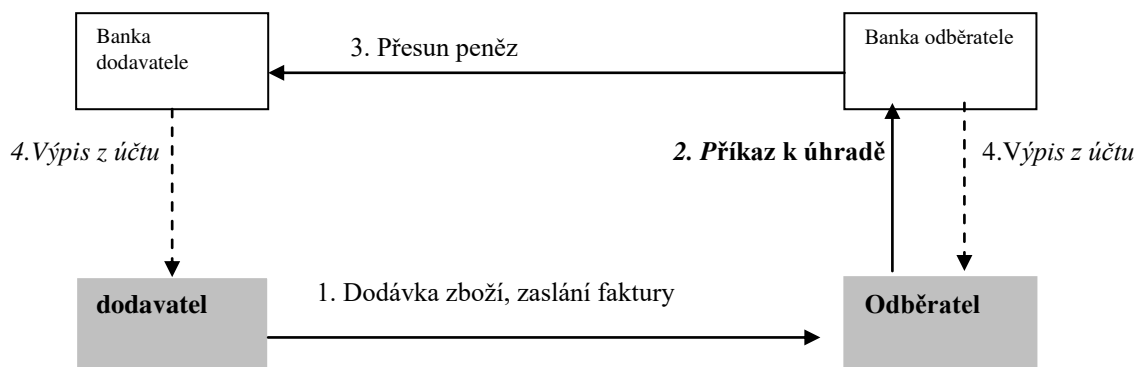 Banka
dodavatele
3. Přesun peněz
Banka odběratele
4.Výpis z účtu
2. Příkaz k úhradě
4.Výpis z účtu
dodavatel
1. Dodávka zboží, zaslání faktury
Odběratel